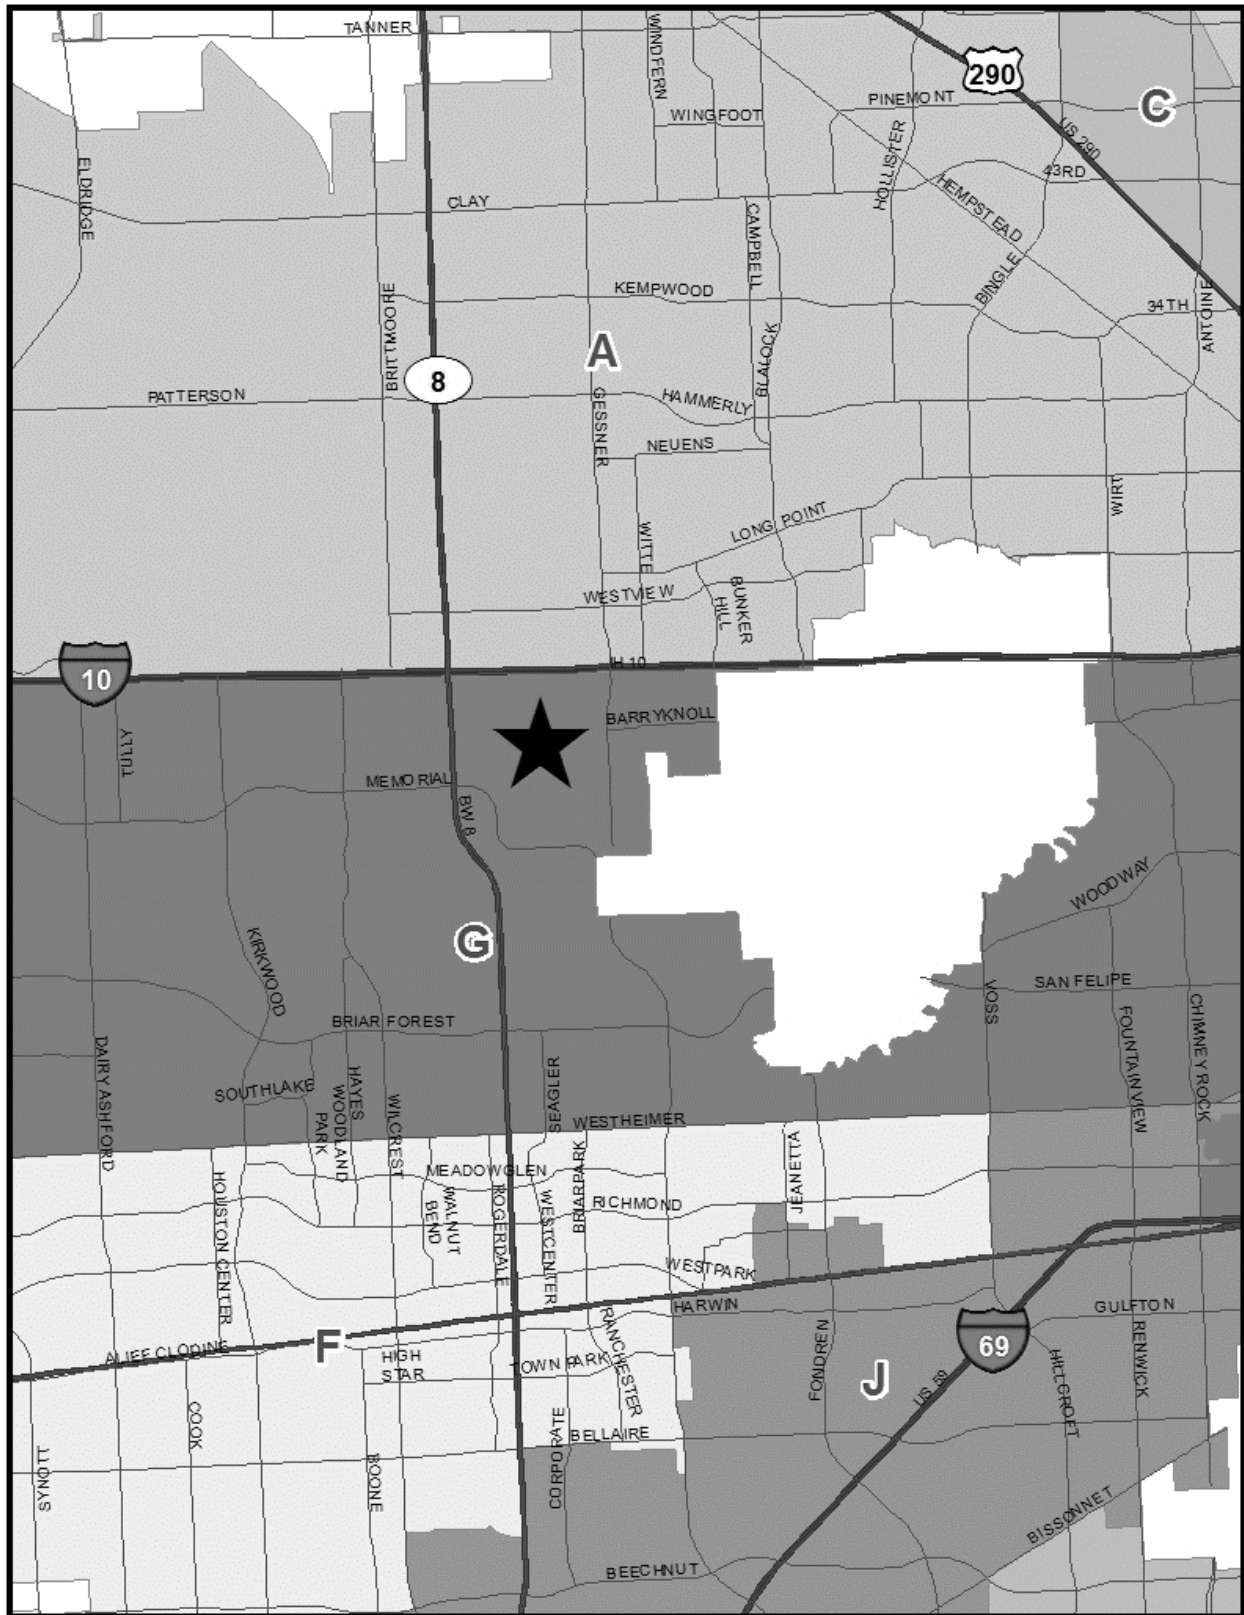 TANNER
WINDFERN
290
PINEMONT
C
WINGFOOT
US 290
HOLLISTER
43RD
ELDRIDGE
CLAY
HEMPSTEAD
CAMPBELL
BINGLE
KEMPWOOD
BRITTMOORE
34TH
ANTOINE
A
BLALOCK
8
PATTERSON
GESSNER
HAMMERLY
NEUENS
WIRT
LONG POINT
WITTE
WESTVIEW
BUNKER
HILL
IH 10
10
BARRYKNOLL
TULLY
MEMORIAL
BW 8
WOODWAY
G
KIRKWOOD
SAN FELIPE
VOSS
BRIAR FOREST
FOUNTAINVIEW
CHIMNEY ROCK
DAIRY ASHFORD
SOUTHLAKE
HAYES
WOODLAND
PARK
WILCREST
SEAGLER
WESTHEIMER
JEANETTA
MEADOWGLEN
BRIARPARK
HOUSTON CENTER
WALNUT
BEND
ROGERDALE
WESTCENTER
RICHMOND
WESTPARK
HARWIN
GULFTON
RANCHESTER
F
ALIEF CLODINE
HIGH
STAR
TOWN PARK
69
FONDREN
J
US 59
HILLCROFT
RENWICK
COOK
CORPORATE
BELLAIRE
SYNOTT
BOONE
BISSONNET
BEECHNUT